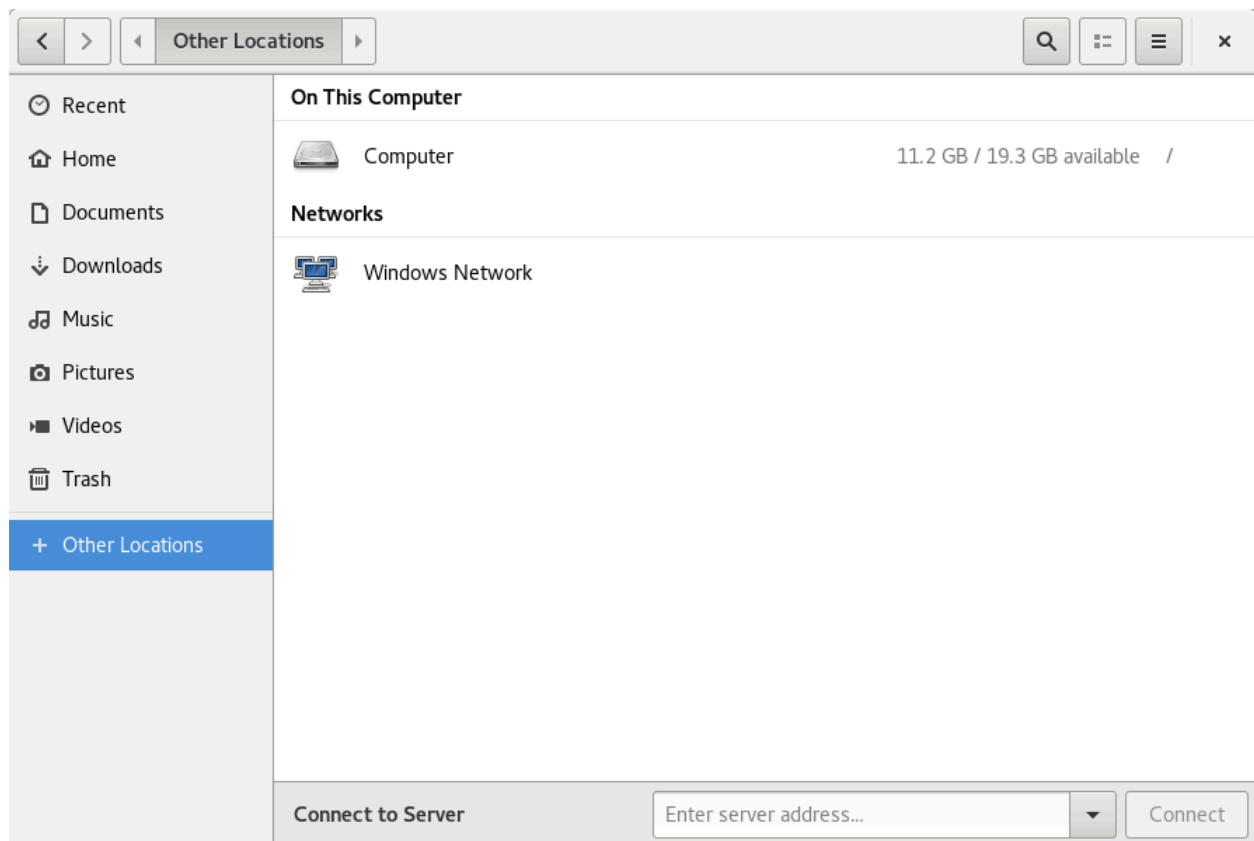 Other Locations
Recent
Home
Documents
Downloads
Music
Pictures
Videos
Trash
+ Other Locations
On This Computer
Computer 11.2 GB / 19.3 GB available /
Networks
Windows Network
Connect to Server Enter server address... Connect